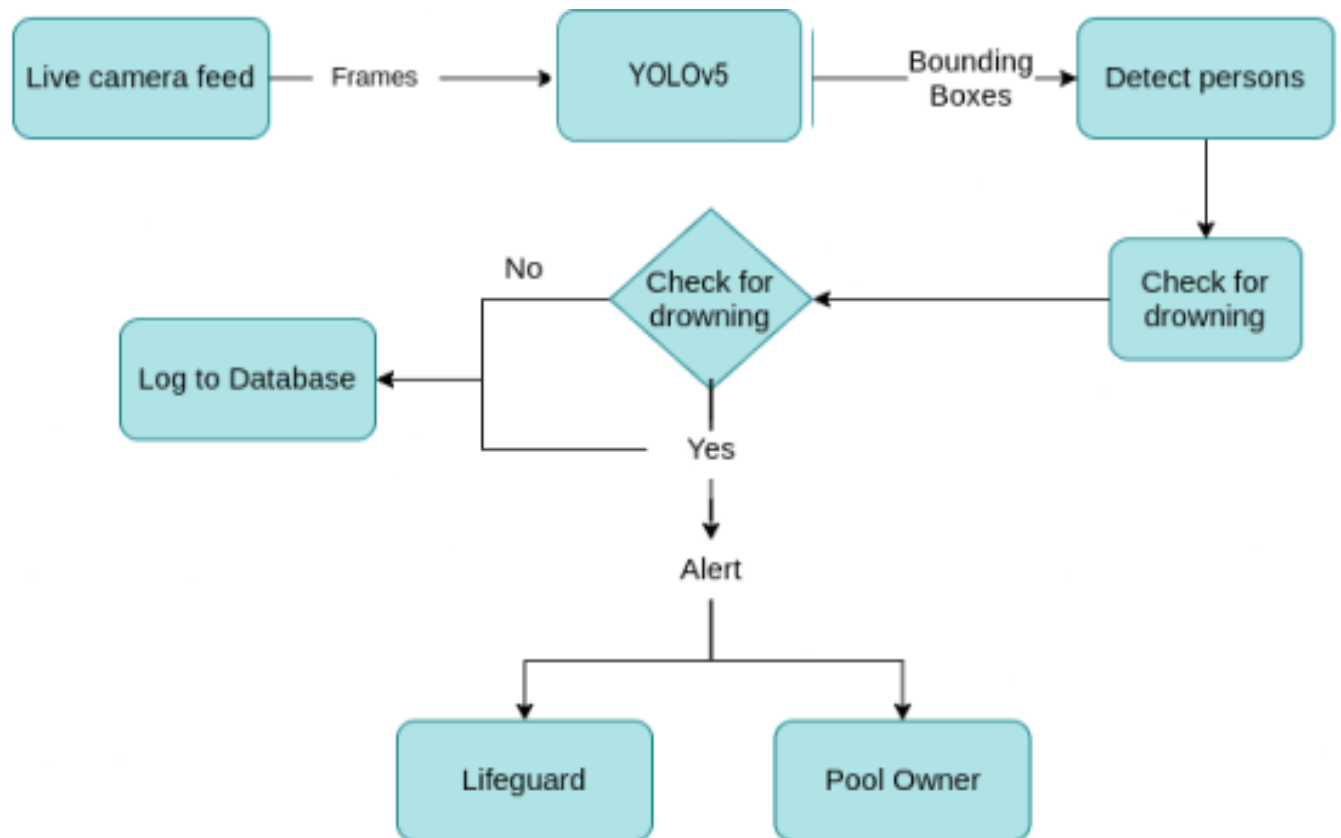 Live camera feed
Frames
YOLOv5
Bounding
Boxes
Detect persons
No
Check for
drowning
Check for
drowning
Log to Database
Yes
Alert
Lifeguard
Pool Owner